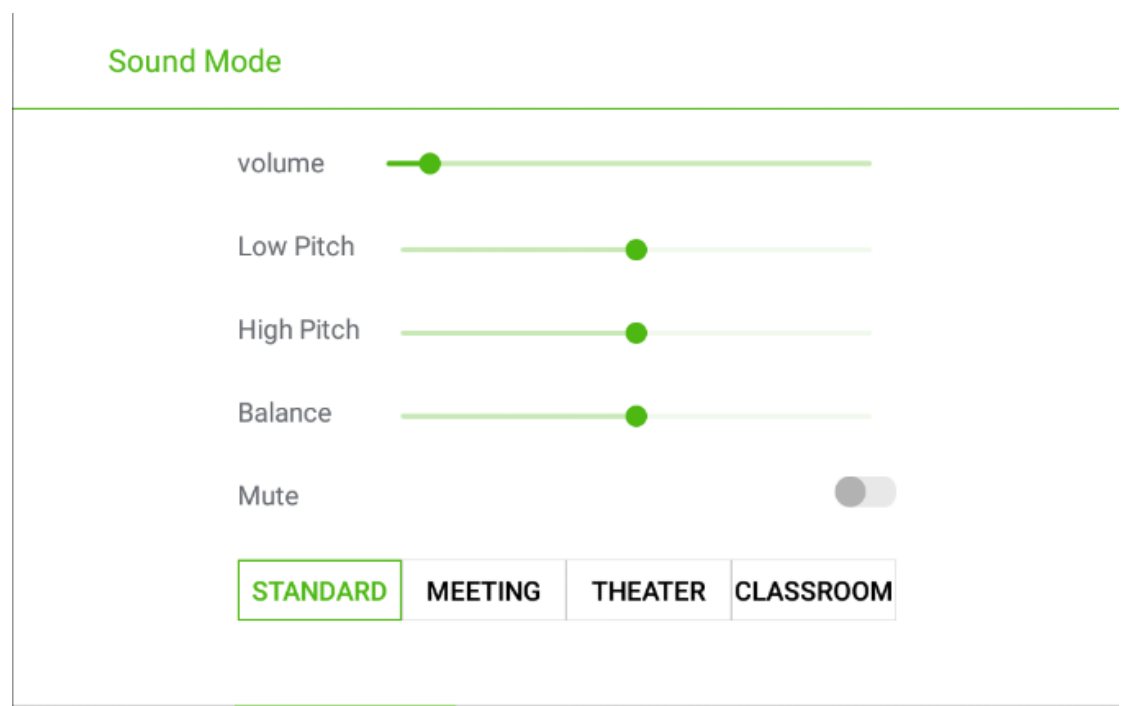 Sound Mode
volume
Low Pitch
High Pitch
Balance
Mute
STANDARD MEETING THEATER CLASSROOM